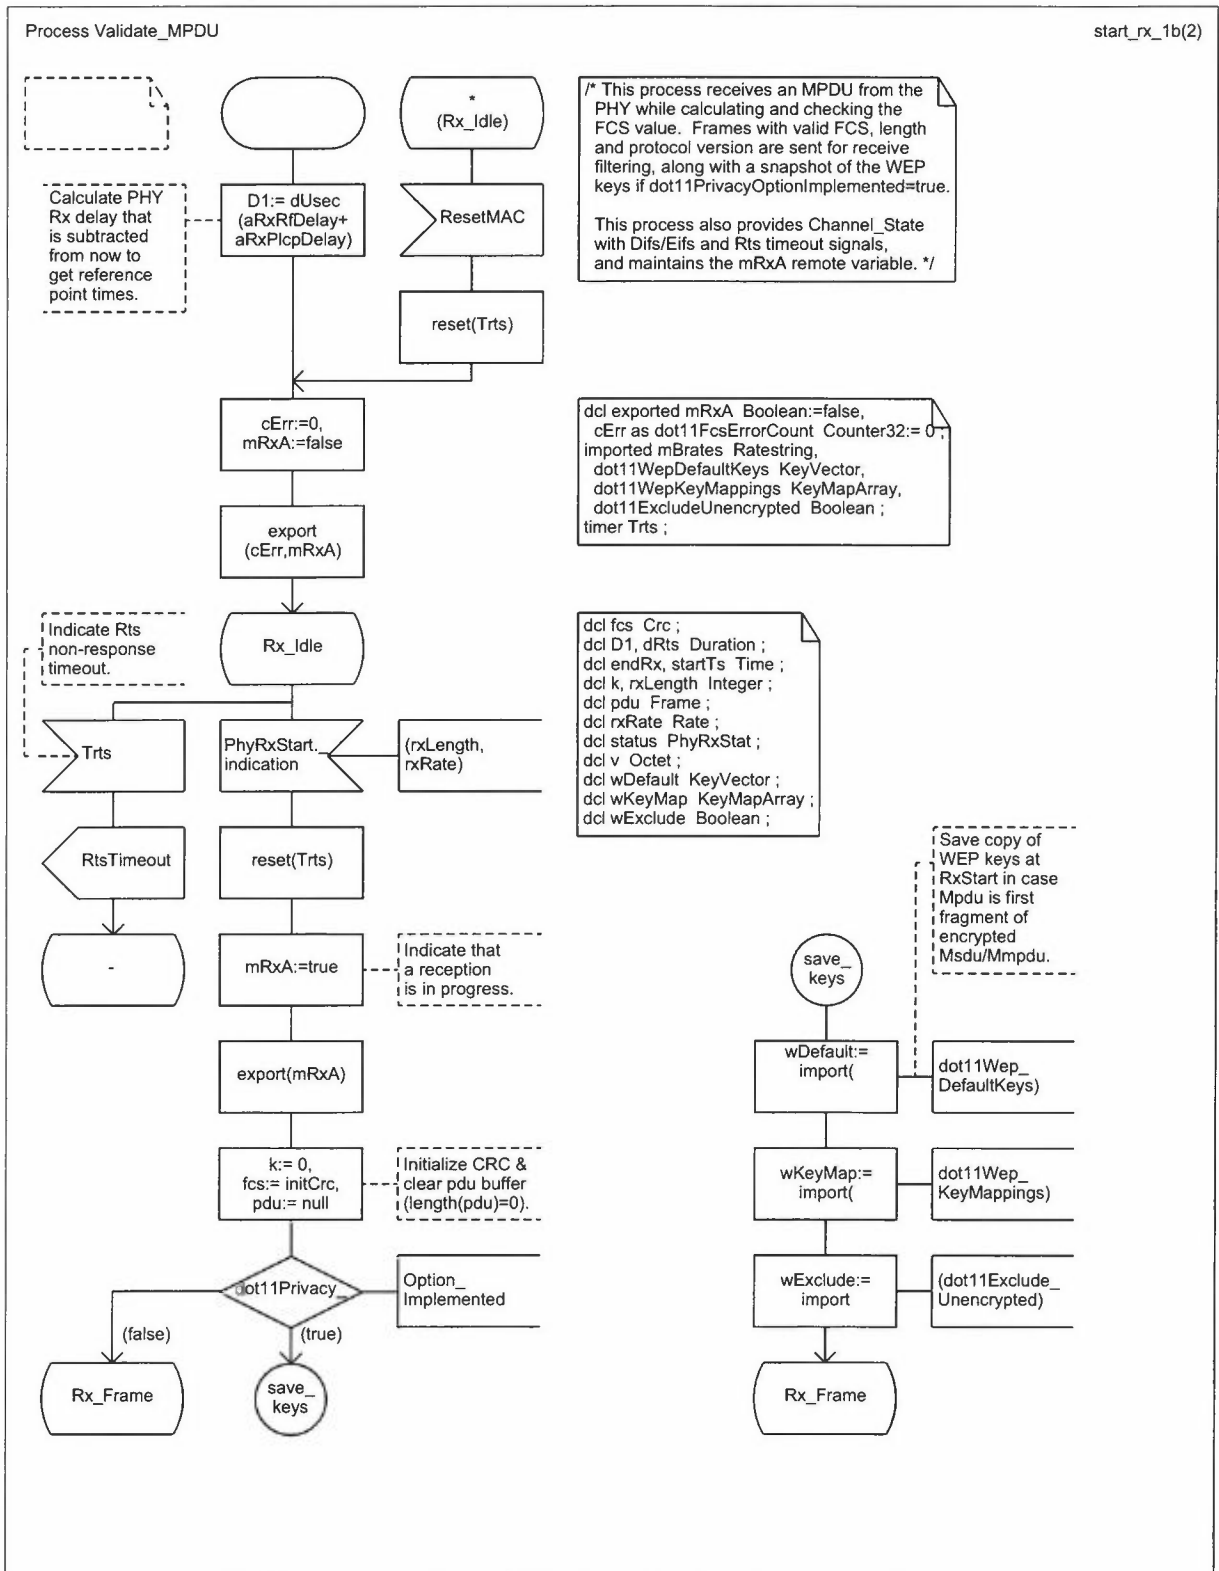 Process Validate_MPDU
start_rx_1b(2)
*
(Rx_Idle)
/* This process receives an MPDU from the
PHY while calculating and checking the
FCS value. Frames with valid FCS, length
and protocol version are sent for receive
filtering, along with a snapshot of the WEP
keys if dot11PrivacyOptionImplemented=true.
This process also provides Channel_State
with Difs/Eifs and Rts timeout signals,
and maintains the mRxA remote variable. */
Calculate PHY
Rx delay that
is subtracted
from now to
get reference
point times.
D1:= dUsec
(aRxRfDelay+
aRxPlcpDelay)
ResetMAC
reset(Trts)
cErr:=0,
mRxA:=false
dcl exported mRxA Boolean:=false,
cErr as dot11FcsErrorCount Counter32:= 0 ;
imported mBrates Ratestring,
dot11WepDefaultKeys KeyVector,
dot11WepKeyMappings KeyMapArray,
dot11ExcludeUnencrypted Boolean ;
timer Trts ;
export
(cErr,mRxA)
Indicate Rts
non-response
timeout.
Rx_Idle
dcl fcs Crc ;
dcl D1, dRts Duration ;
dcl endRx, startTs Time ;
dcl k, rxLength Integer ;
dcl pdu Frame ;
dcl rxRate Rate ;
dcl status PhyRxStat ;
dcl v Octet ;
dcl wDefault KeyVector ;
dcl wKeyMap KeyMapArray ;
dcl wExclude Boolean ;
Trts
PhyRxStart._
indication
(rxLength,
rxRate)
RtsTimeout
reset(Trts)
Save copy of
WEP keys at
RxStart in case
Mpdu is first
fragment of
encrypted
Msdu/Mmpdu.
-
mRxA:=true
Indicate that
a reception
is in progress.
save_
keys
export(mRxA)
wDefault:=
import(
dot11Wep_
DefaultKeys)
k:= 0,
fcs:= initCrc,
pdu:= null
Initialize CRC &
clear pdu buffer
(length(pdu)=0).
wKeyMap:=
import(
dot11Wep_
KeyMappings)
dot11Privacy_
Option_
Implemented
wExclude:=
import
(dot11Exclude_
Unencrypted)
(false)
(true)
Rx_Frame
save_
keys
Rx_Frame